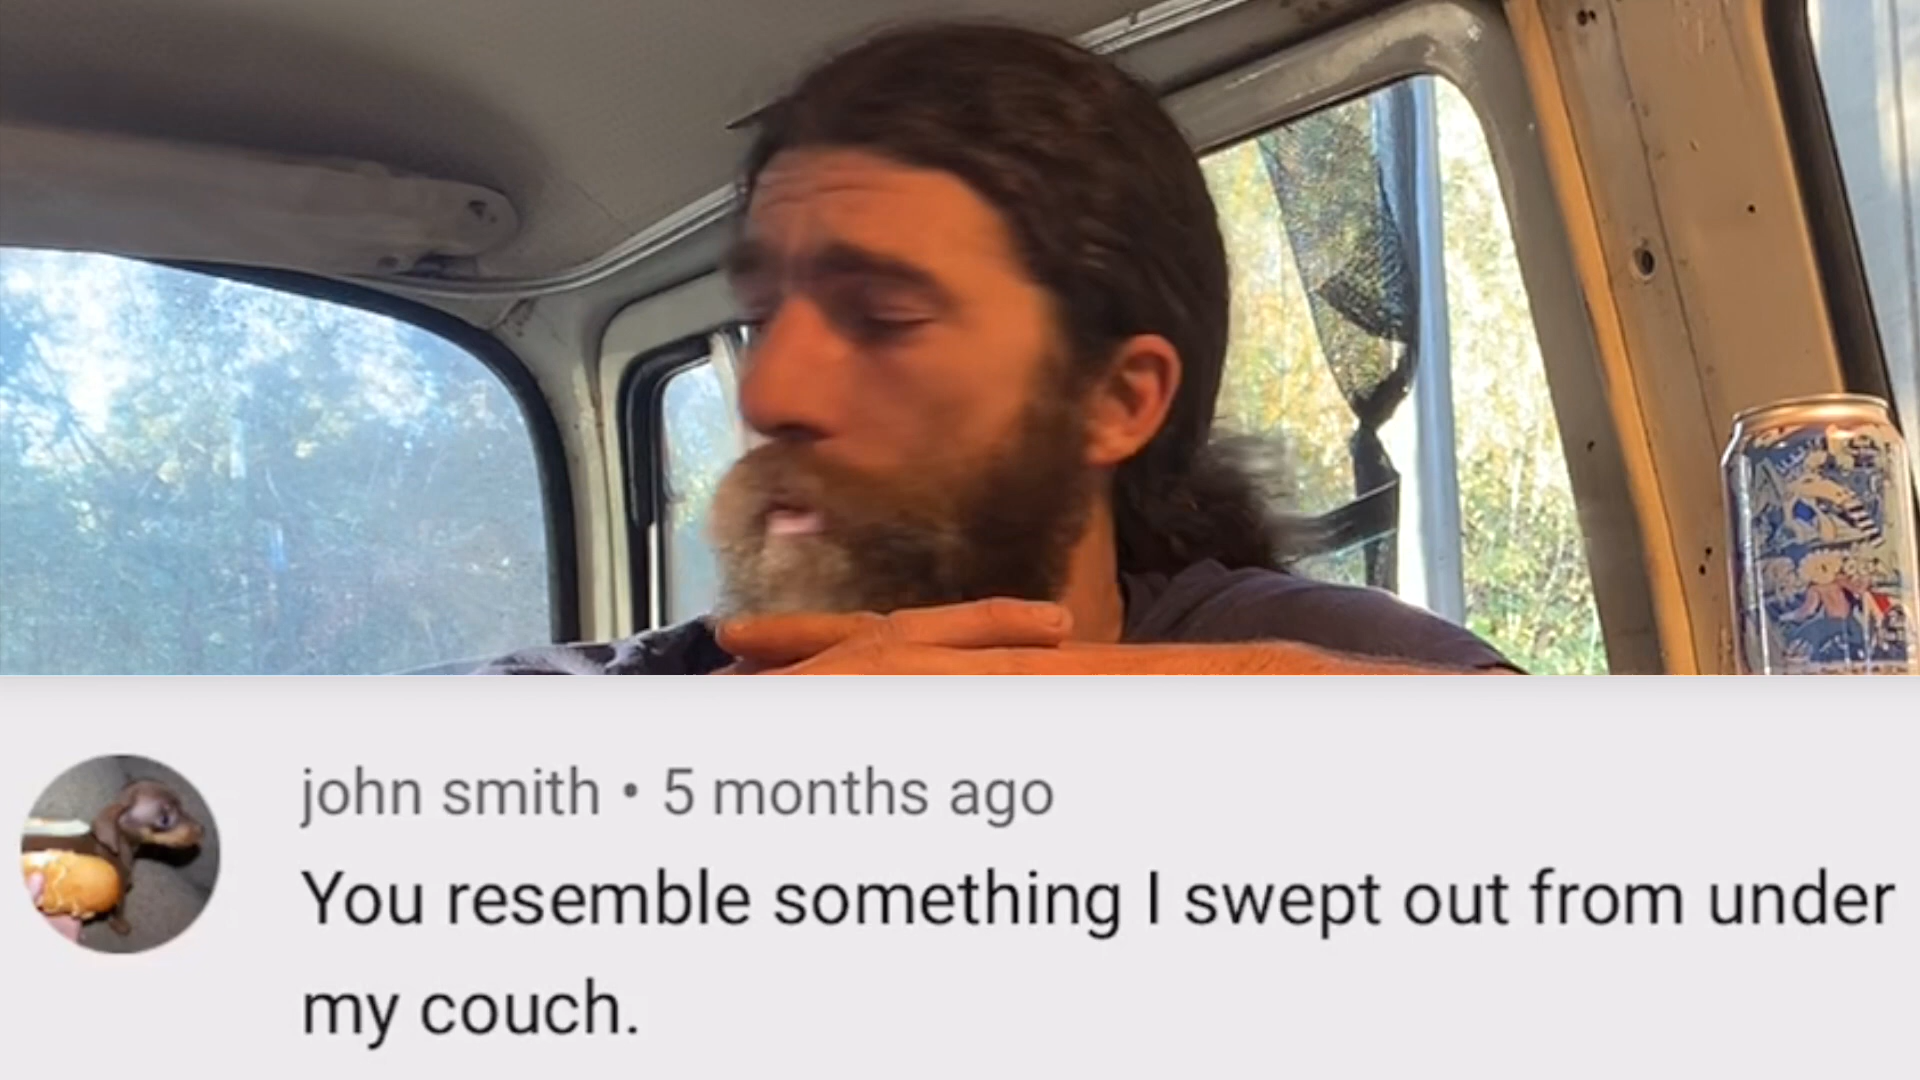 john smith • 5 months ago
You resemble something I swept out from under
my couch.